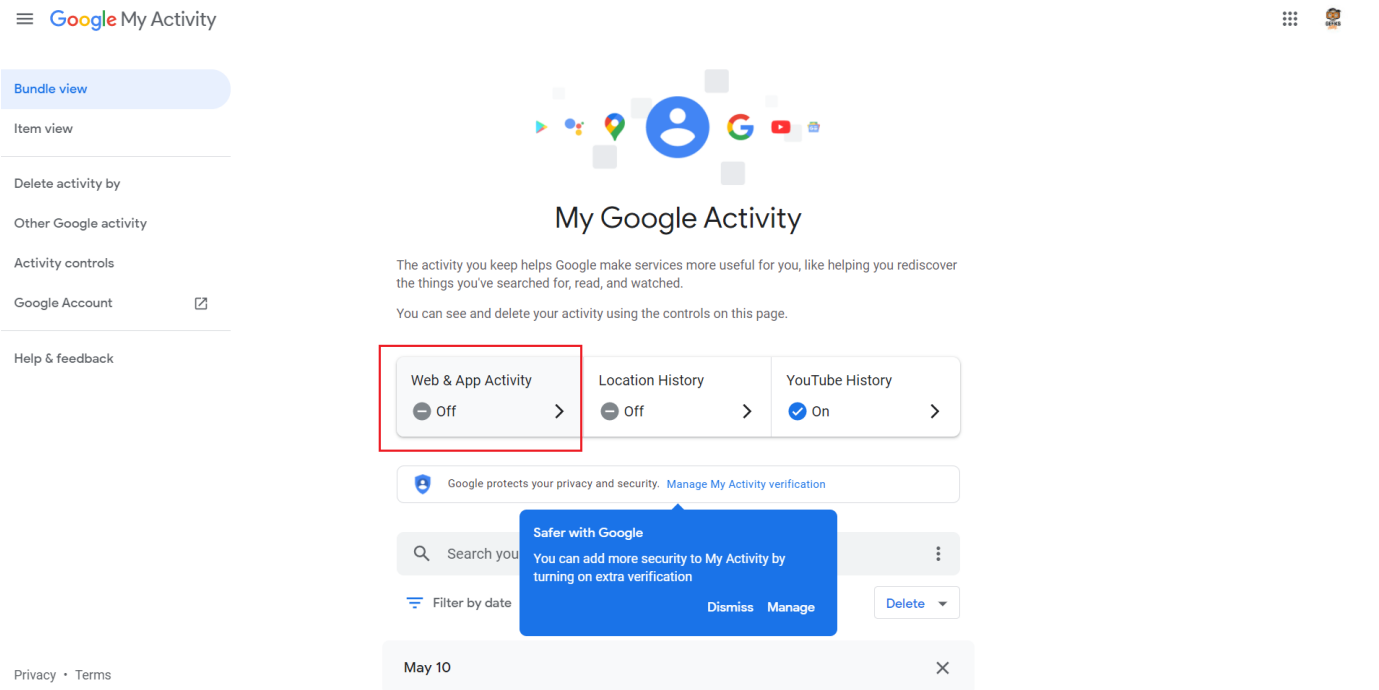 Google My Activity
Bundle view
Item view
Delete activity by
Other Google activity
Activity controls
Google Account
Help & feedback
My Google Activity
The activity you keep helps Google make services more useful for you, like helping you rediscover
the things you've searched for, read, and watched.
You can see and delete your activity using the controls on this page.
Web & App Activity
Off
Location History
Off
YouTube History
On
Google protects your privacy and security. Manage My Activity verification
Safer with Google
You can add more security to My Activity by
turning on extra verification
Dismiss Manage
Search you
Filter by date
Delete
May 10
Privacy • Terms